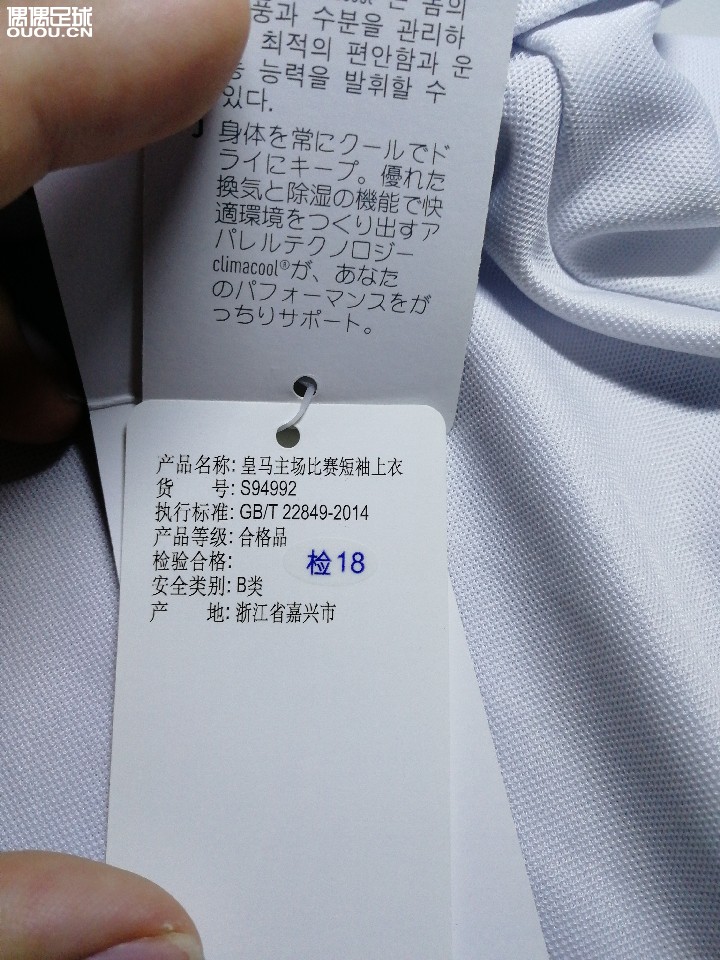 偶偶足球
OUOU.CN
몸의
풍과 수분을 관리하
최적의 편안함과 운
능력을 발휘할 수
있다.
J
身体を常にクールでド
ライにキープ。優れた
換気と除湿の機能で快
適環境をつくり出すア
パレルテクノロジー
climacool®が、あなた
のパフォーマンスをが
っちりサポート。
产品名称: 皇马主场比赛短袖上衣
货 号: S94992
执行标准: GB/T 22849-2014
产品等级: 合格品
检验合格: 检18
安全类别: B类
产 地: 浙江省嘉兴市